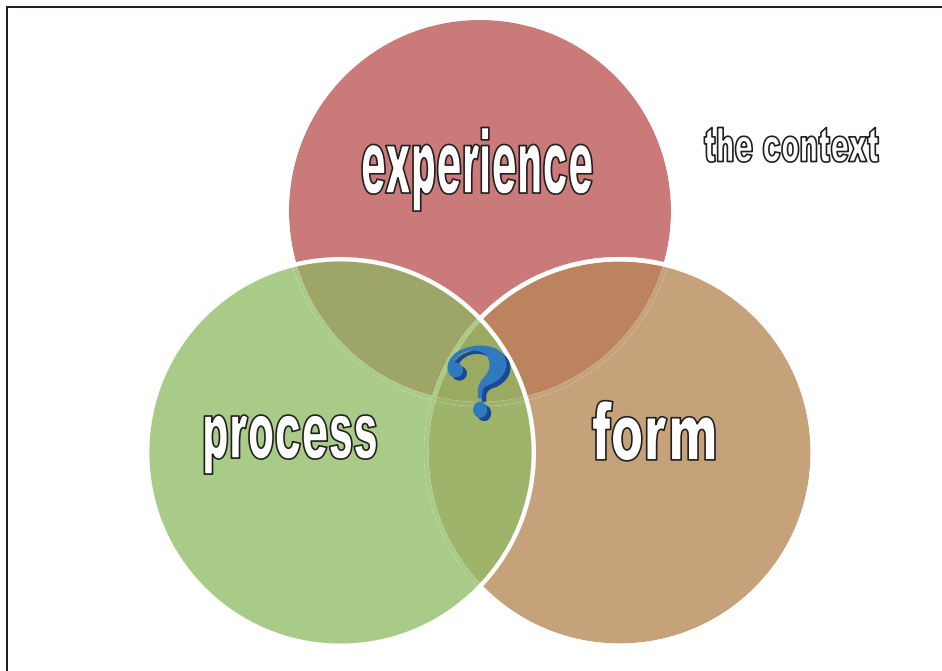 experience
the context
?
process
form